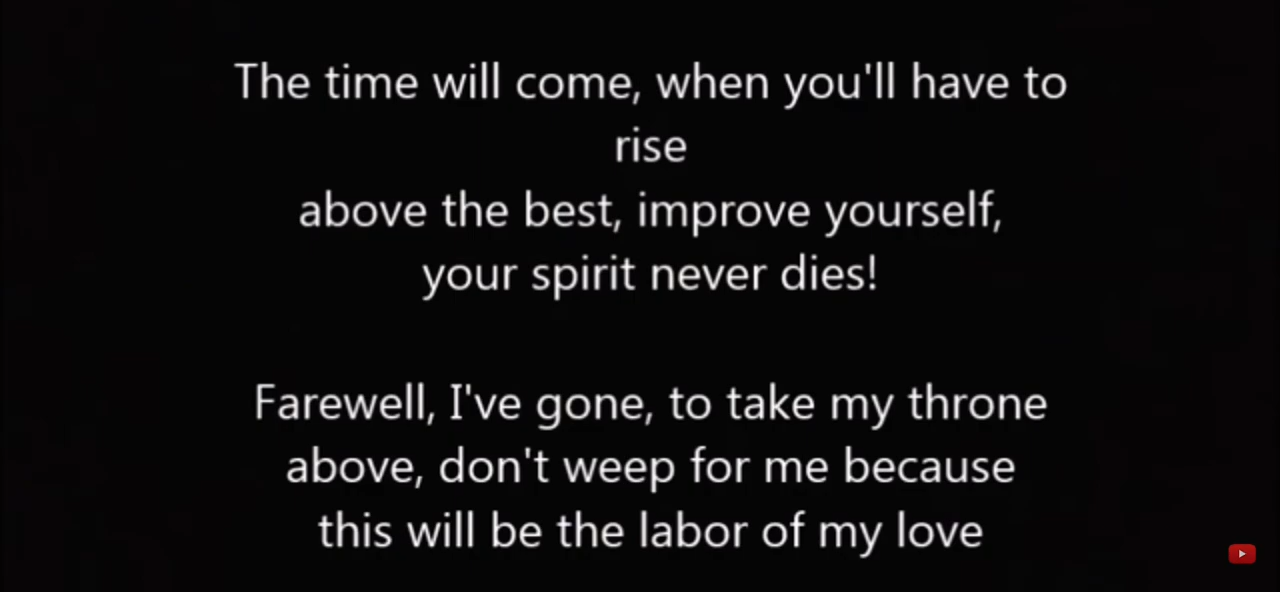 The time will come, when you'll have to
rise
above the best, improve yourself,
your spirit never dies!
Farewell, I've gone, to take my throne
above, don't weep for me because
this will be the labor of my love